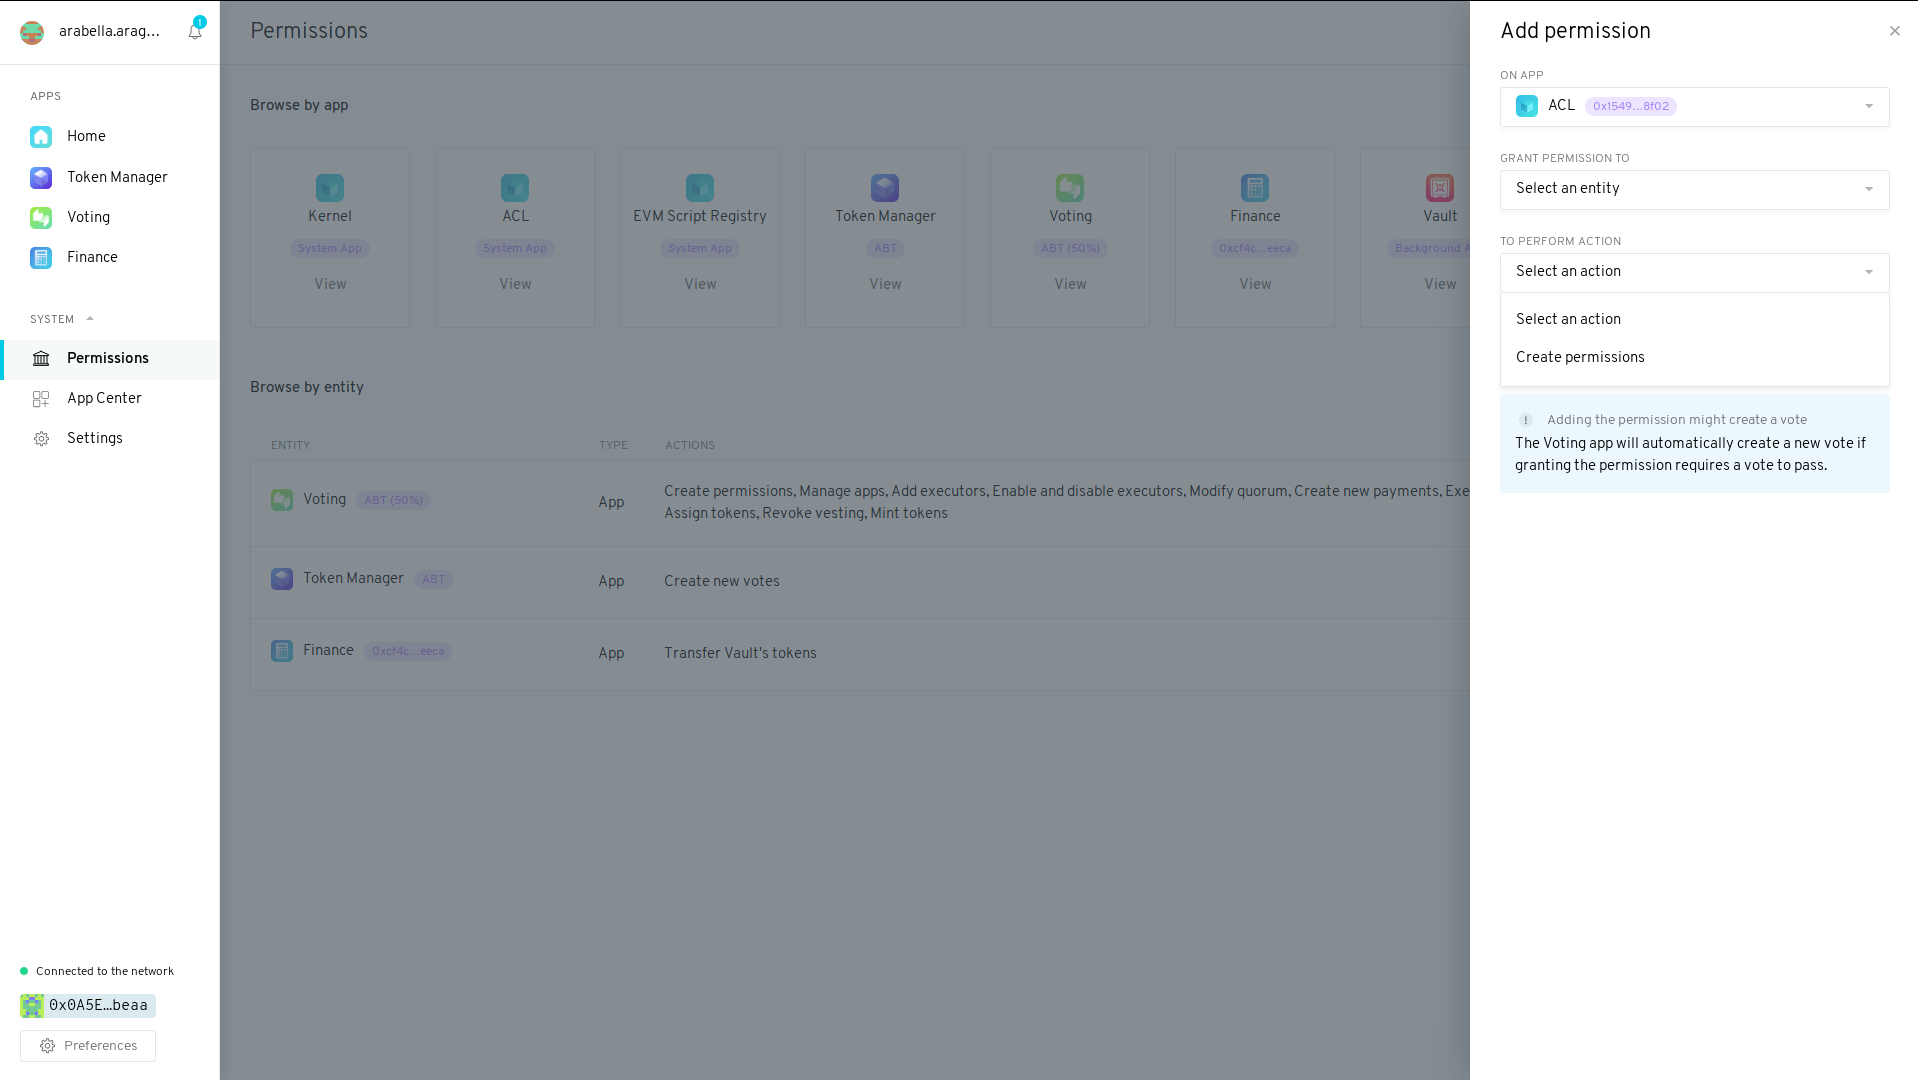 arabella.arag...
1
APPS
Home
Token Manager
Voting
Finance
SYSTEM
Permissions
App Center
Settings
Connected to the network
0x0A5E…beaa
Preferences
Permissions
Browse by app
Kernel
System App
View
ACL
System App
View
EVM Script Registry
System App
View
Token Manager
ABT
View
Voting
ABT (50%)
View
Finance
0xcf4c…eeca
View
Vault
Background A
View
Browse by entity
ENTITY TYPE ACTIONS
Voting ABT (50%) App Create permissions, Manage apps, Add executors, Enable and disable executors, Modify quorum, Create new payments, Exe
Assign tokens, Revoke vesting, Mint tokens
Token Manager ABT App Create new votes
Finance 0xcf4c…eeca App Transfer Vault's tokens
Add permission
ON APP
ACL 0x1549…8f02
GRANT PERMISSION TO
Select an entity
TO PERFORM ACTION
Select an action
Select an action
Create permissions
Adding the permission might create a vote
The Voting app will automatically create a new vote if
granting the permission requires a vote to pass.